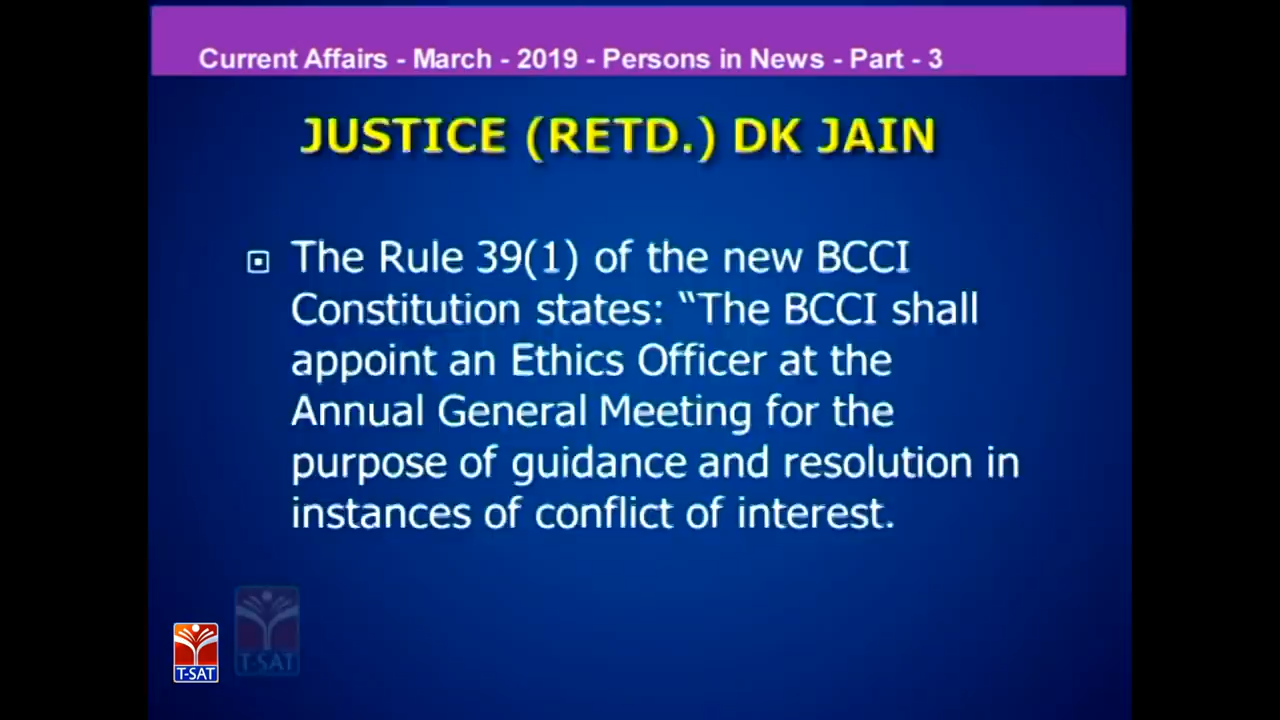 Current Affairs - March - 2019 - Persons in News - Part - 3
JUSTICE (RETD.) DK JAIN
The Rule 39(1) of the new BCCI
Constitution states: “The BCCI shall
appoint an Ethics Officer at the
Annual General Meeting for the
purpose of guidance and resolution in
instances of conflict of interest.
T-SAT
T-SAT